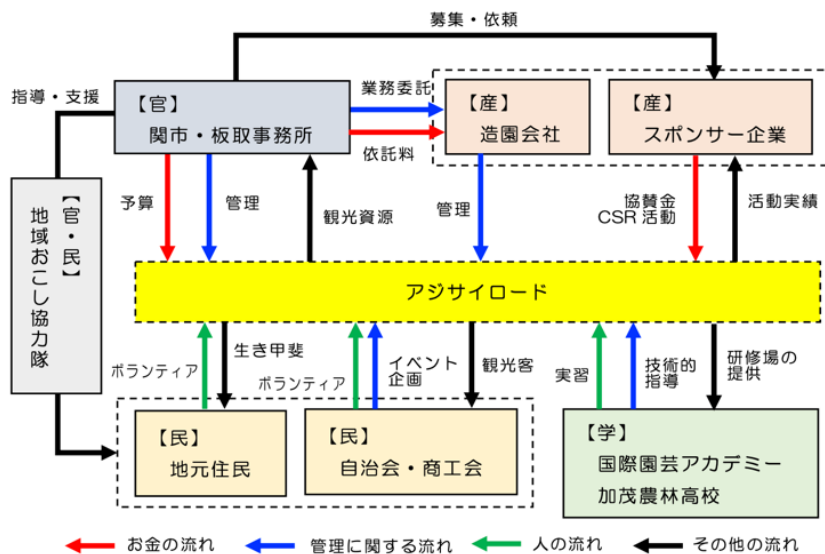 募集・依頼
指導・支援
【官】
関市・板取事務所
業務委託
依託料
【産】
造園会社
【産】
スポンサー企業
予算
管理
観光資源
管理
協賛金
CSR 活動
活動実績
【官・民】
地域おこし協力隊
アジサイロード
ボランティア
生き甲斐
ボランティア
イベント
企画
観光客
実習
技術的
指導
研修場の
提供
【民】
地元住民
【民】
自治会・商工会
【学】
国際園芸アカデミー
加茂農林高校
お金の流れ
管理に関する流れ
人の流れ
その他の流れ